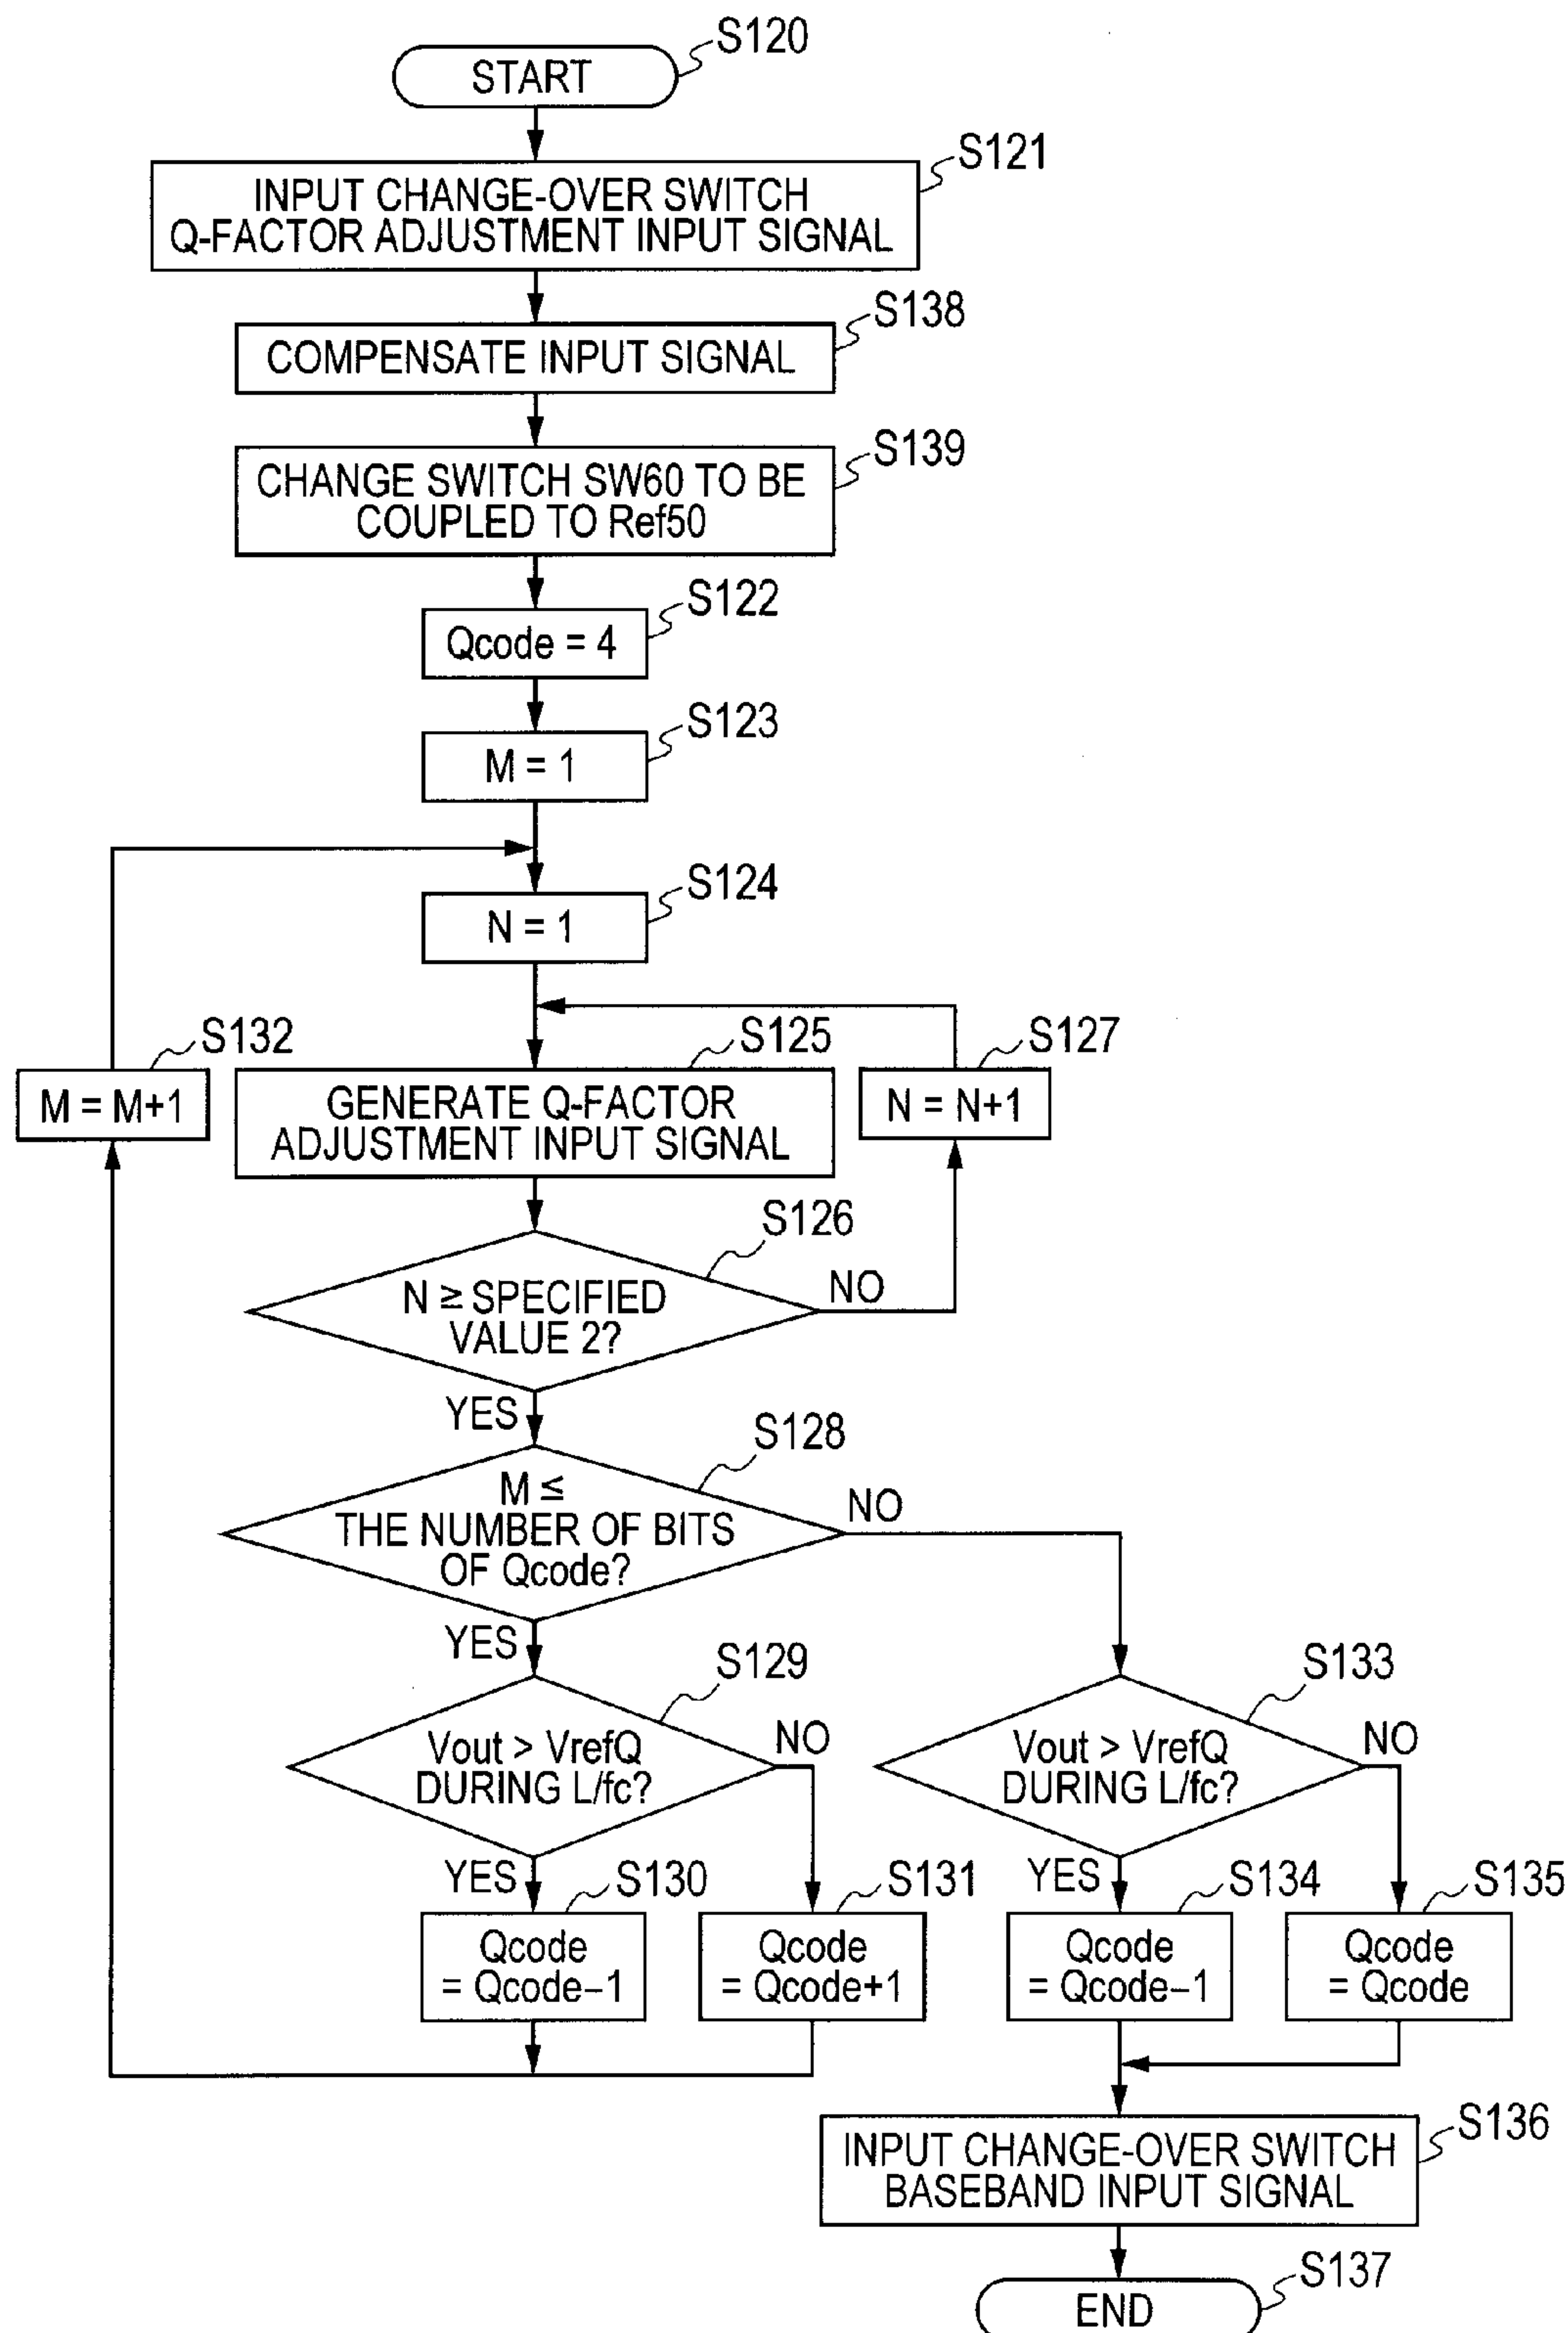 S120
START
S121
INPUT CHANGE-OVER SWITCH
Q-FACTOR ADJUSTMENT INPUT SIGNAL
S138
COMPENSATE INPUT SIGNAL
S139
CHANGE SWITCH SW60 TO BE
COUPLED TO Ref50
S122
Qcode = 4
S123
M = 1
S124
N = 1
S132
M = M+1
S125
GENERATE Q-FACTOR
ADJUSTMENT INPUT SIGNAL
S127
N = N+1
S126
N ≥ SPECIFIED
VALUE 2?
NO
YES
S128
M ≤
THE NUMBER OF BITS
OF Qcode?
NO
YES
S129
Vout > VrefQ
DURING L/fc?
NO
YES
S133
Vout > VrefQ
DURING L/fc?
NO
YES
S130
Qcode
= Qcode−1
S131
Qcode
= Qcode+1
S134
Qcode
= Qcode−1
S135
Qcode
= Qcode
S136
INPUT CHANGE-OVER SWITCH
BASEBAND INPUT SIGNAL
S137
END